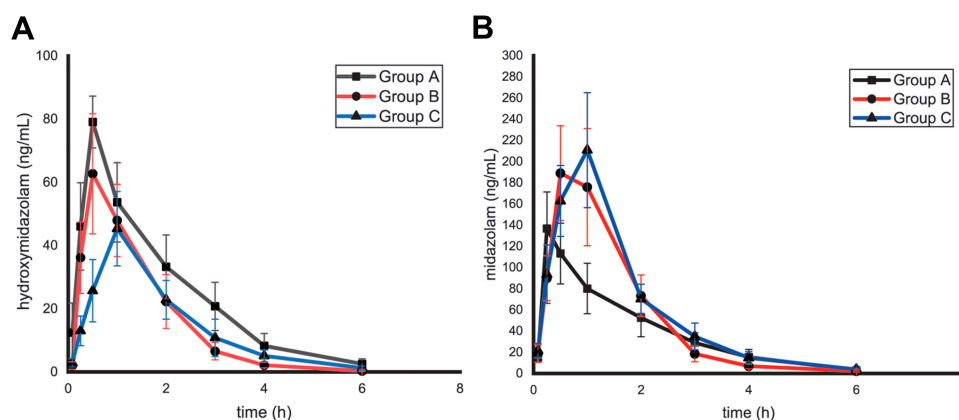 A
hydroxymidazolam (ng/mL)
100
80
60
40
20
0
0
2
4
6
8
time (h)
Group A
Group B
Group C
B
midazolam (ng/mL)
300
280
260
240
220
200
180
160
140
120
100
80
60
40
20
0
0
2
4
6
time (h)
Group A
Group B
Group C